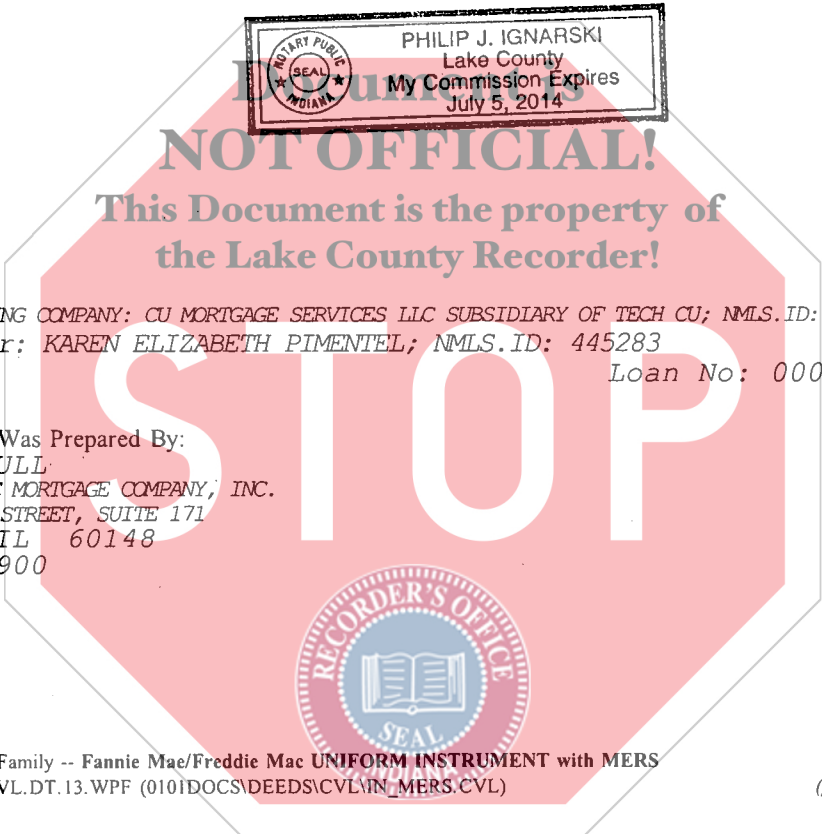 PHILIP J. IGNARSKI
Lake County
My Commission Expires
July 5, 2014
NOTARY PUBLIC
SEAL
INDIANA
Document is
NOT OFFICIAL!
This Document is the property of
the Lake County Recorder!
NG COMPANY: CU MORTGAGE SERVICES LLC SUBSIDIARY OF TECH CU; NMLS.ID:
r: KAREN ELIZABETH PIMENTEL; NMLS.ID: 445283
Loan No: 000
STOP
Was Prepared By:
ULL
MORTGAGE COMPANY, INC.
STREET, SUITE 171
IL 60148
900
RECORDER'S OFFICE
SEAL
INDIANA
Family -- Fannie Mae/Freddie Mac UNIFORM INSTRUMENT with MERS
VL.DT.13.WPF (0101DOCS\DEEDS\CVL\IN_MERS.CVL)